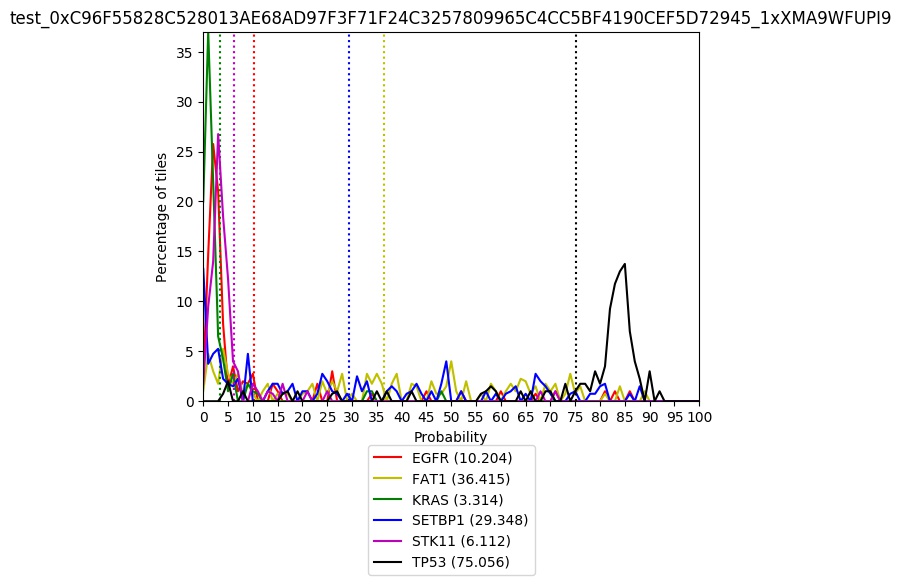 test_0xC96F55828C528013AE68AD97F3F71F24C3257809965C4CC5BF4190CEF5D72945_1xXMA9WFUPI9
35
30
25
20
15
10
5
0
Percentage of tiles
0 5 10 15 20 25 30 35 40 45 50 55 60 65 70 75 80 85 90 95 100
Probability
EGFR (10.204)
FAT1 (36.415)
KRAS (3.314)
SETBP1 (29.348)
STK11 (6.112)
TP53 (75.056)